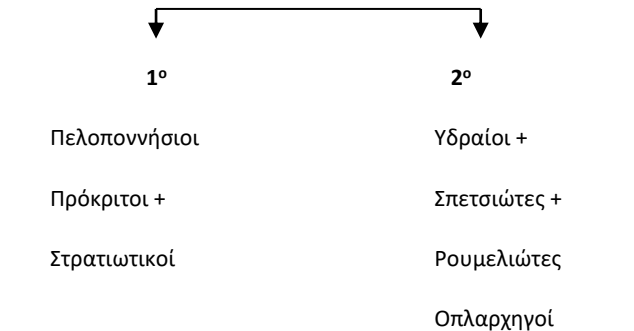 1ο
2ο
Πελοποννήσιοι
Υδραίοι +
Πρόκριτοι +
Σπετσιώτες +
Στρατιωτικοί
Ρουμελιώτες
Οπλαρχηγοί